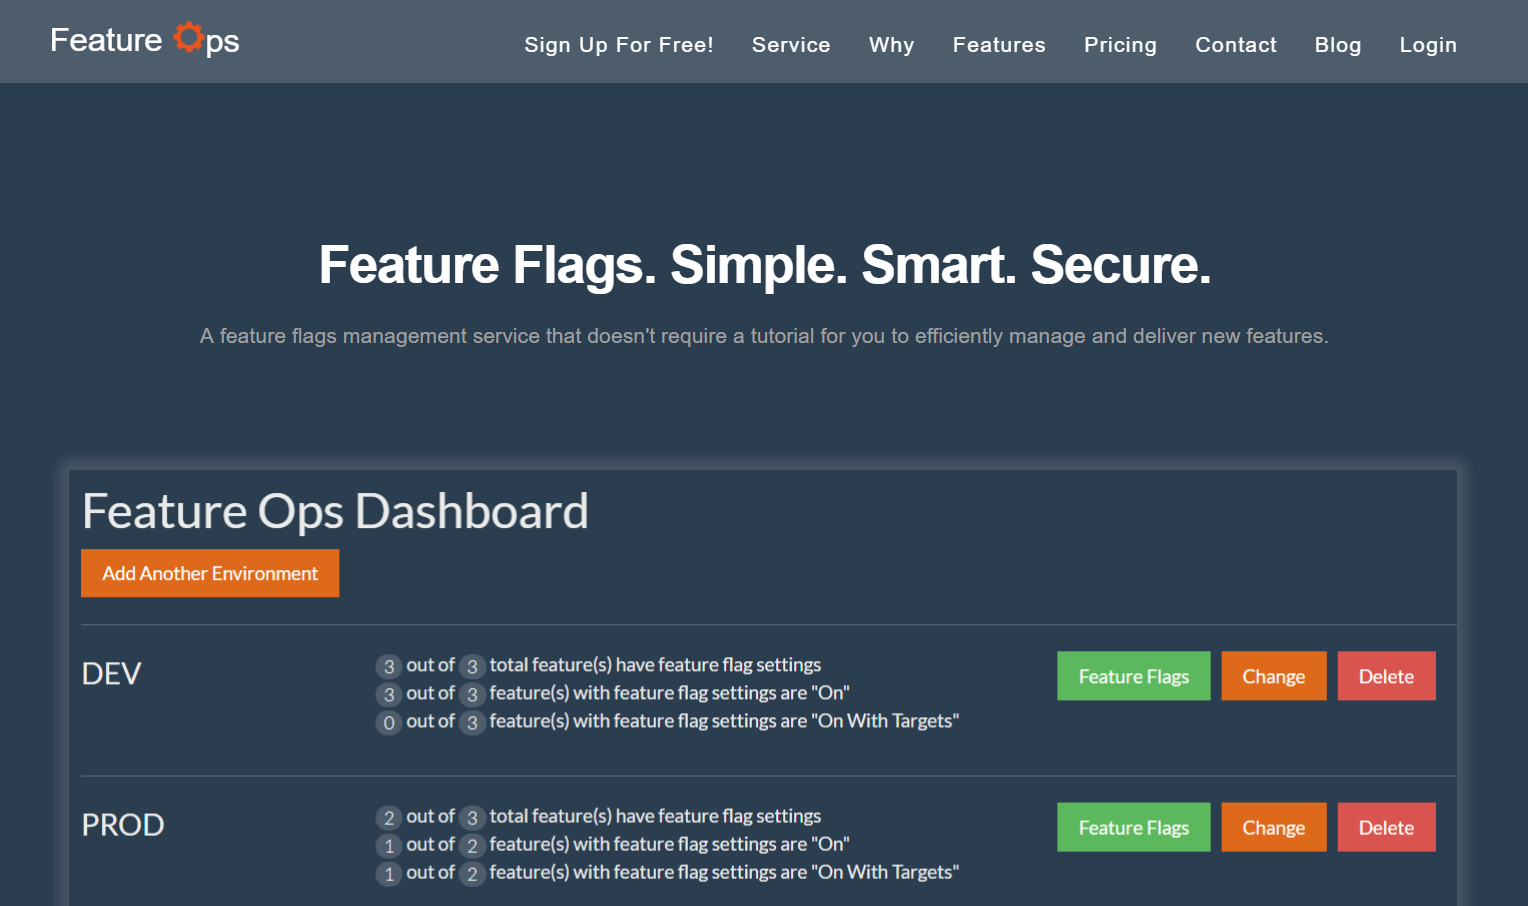 Feature Ops
Sign Up For Free! Service Why Features Pricing Contact Blog Login
Feature Flags. Simple. Smart. Secure.
A feature flags management service that doesn't require a tutorial for you to efficiently manage and deliver new features.
Feature Ops Dashboard
Add Another Environment
DEV
3 out of 3 total feature(s) have feature flag settings
3 out of 3 feature(s) with feature flag settings are "On"
0 out of 3 feature(s) with feature flag settings are "On With Targets"
Feature Flags Change Delete
PROD
2 out of 3 total feature(s) have feature flag settings
1 out of 2 feature(s) with feature flag settings are "On"
1 out of 2 feature(s) with feature flag settings are "On With Targets"
Feature Flags Change Delete